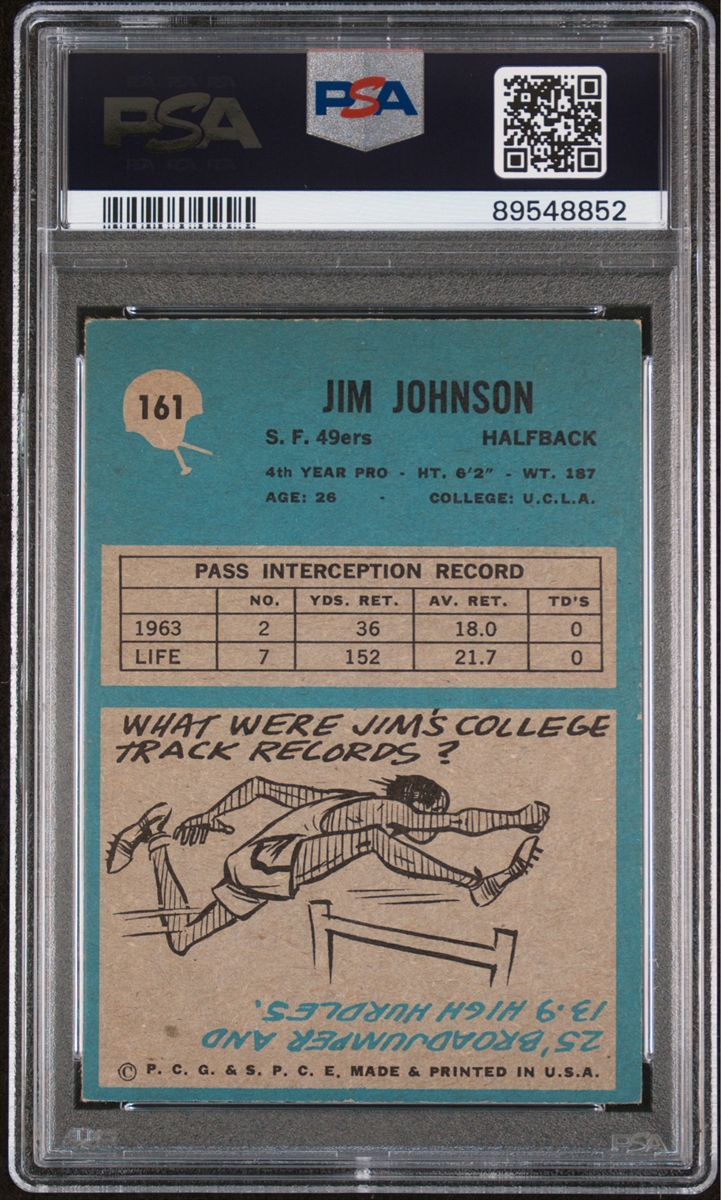 PSA
PSA
89548852
161
JIM JOHNSON
S. F. 49ers HALFBACK
4th YEAR PRO - HT. 6'2" - WT. 187
AGE: 26 - COLLEGE: U.C.L.A.
PASS INTERCEPTION RECORD
NO. YDS. RET. AV. RET. TD'S
1963 2 36 18.0 0
LIFE 7 152 21.7 0
WHAT WERE JIM'S COLLEGE
TRACK RECORDS?
25' BROADJUMPER AND
13.9 HIGH HURDLES.
© P. C. G. & S. P. C. E. MADE & PRINTED IN U.S.A.
PSA